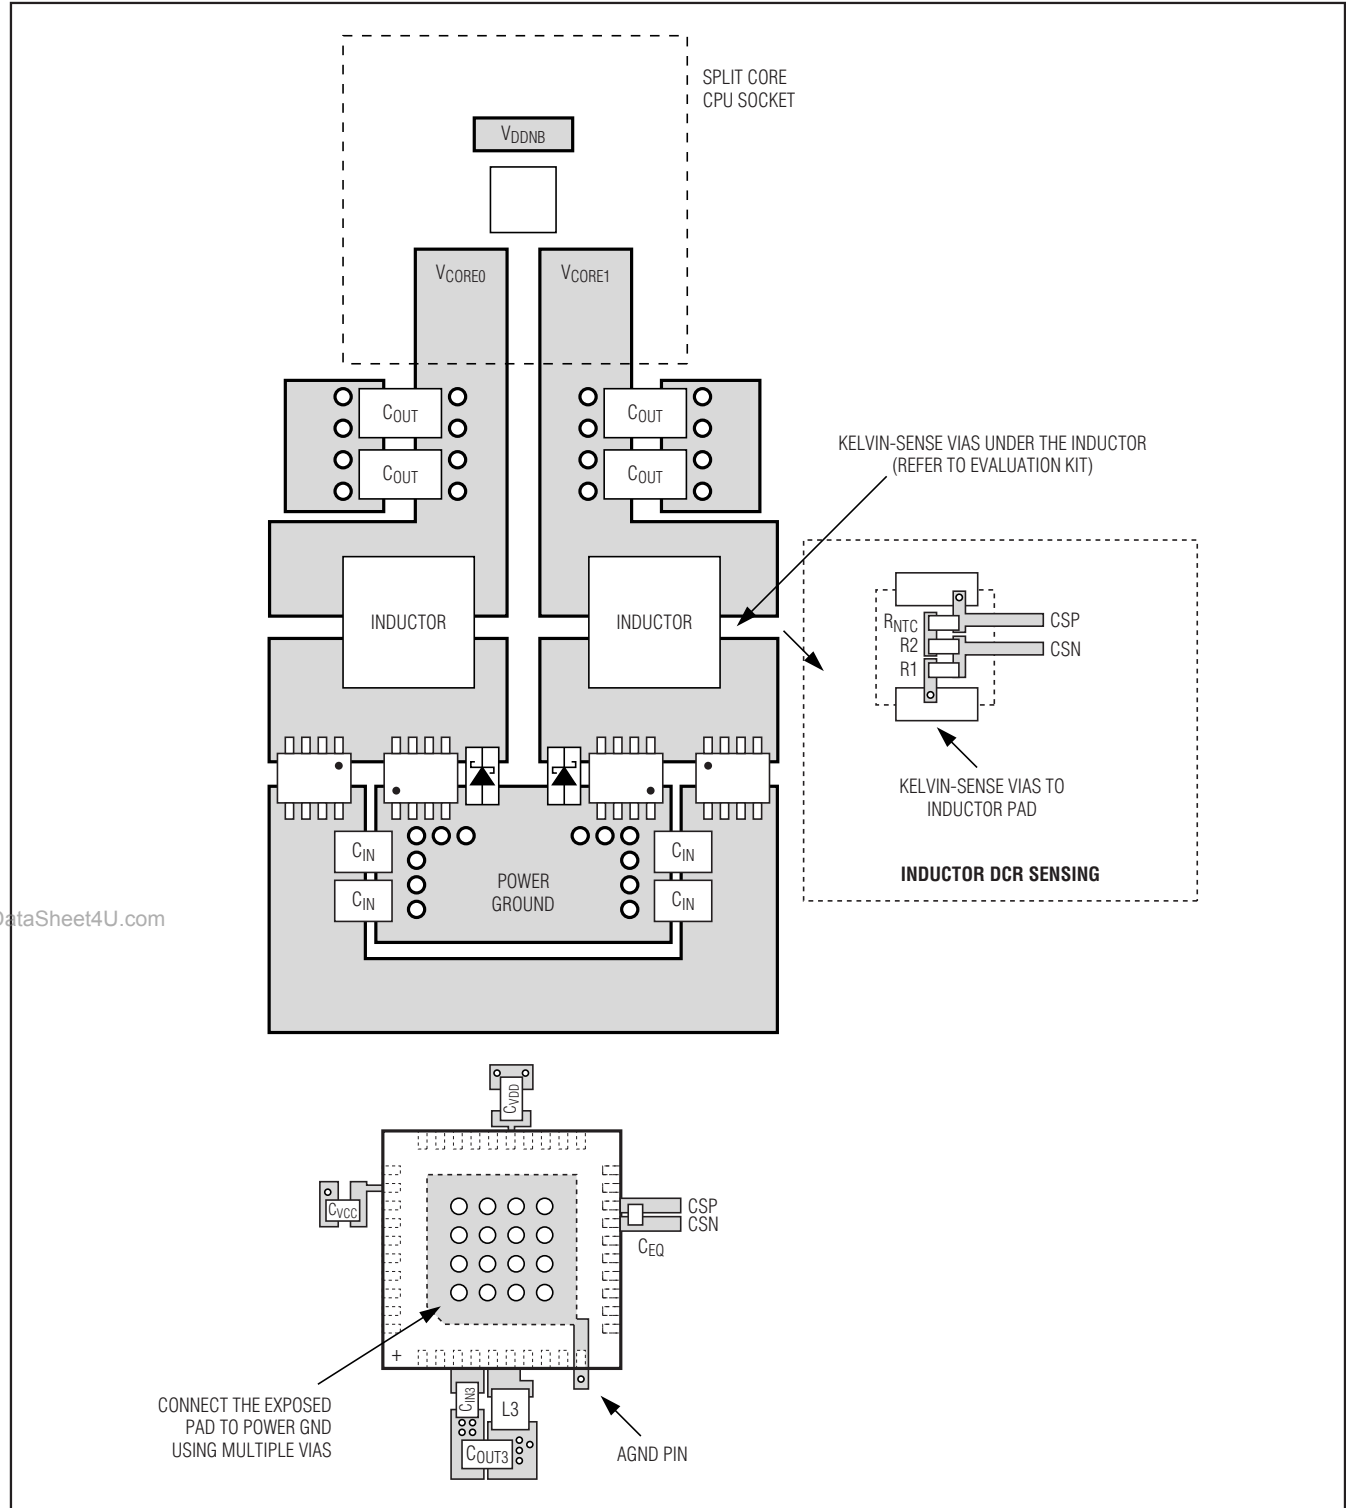 SPLIT CORE
CPU SOCKET
VDDNB
VCORE0
VCORE1
COUT
COUT
COUT
COUT
KELVIN-SENSE VIAS UNDER THE INDUCTOR
(REFER TO EVALUATION KIT)
INDUCTOR
INDUCTOR
RNTC
R2
R1
CSP
CSN
KELVIN-SENSE VIAS TO
INDUCTOR PAD
INDUCTOR DCR SENSING
CIN
CIN
CIN
CIN
POWER
GROUND
DataSheet4U.com
CVDD
CVCC
CSP
CSN
CEQ
+
CIN3
L3
COUT3
CONNECT THE EXPOSED
PAD TO POWER GND
USING MULTIPLE VIAS
AGND PIN